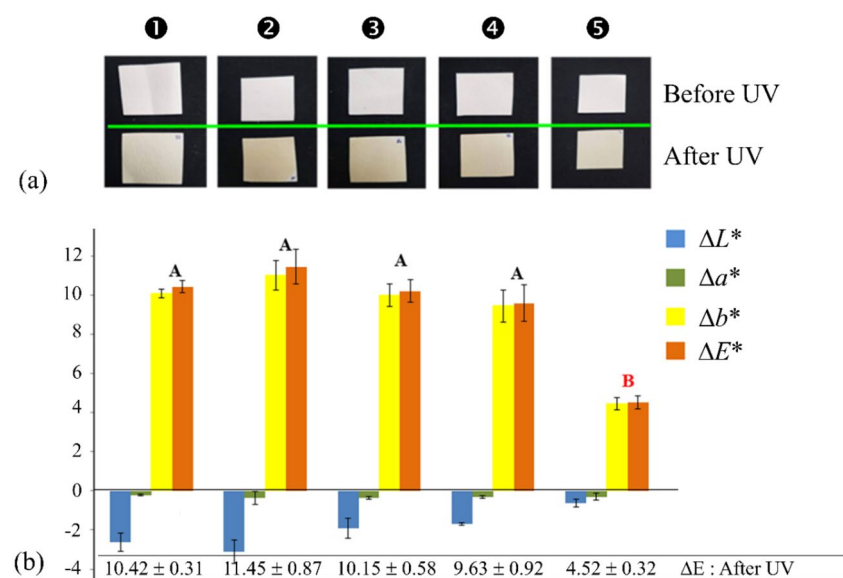 ❶ ❷ ❸ ❹ ❺
Before UV
After UV
(a)
12
10
8
6
4
2
0
-2
-4
A A A A B
ΔL*
Δa*
Δb*
ΔE*
(b)
10.42 ± 0.31 11.45 ± 0.87 10.15 ± 0.58 9.63 ± 0.92 4.52 ± 0.32 ΔE : After UV